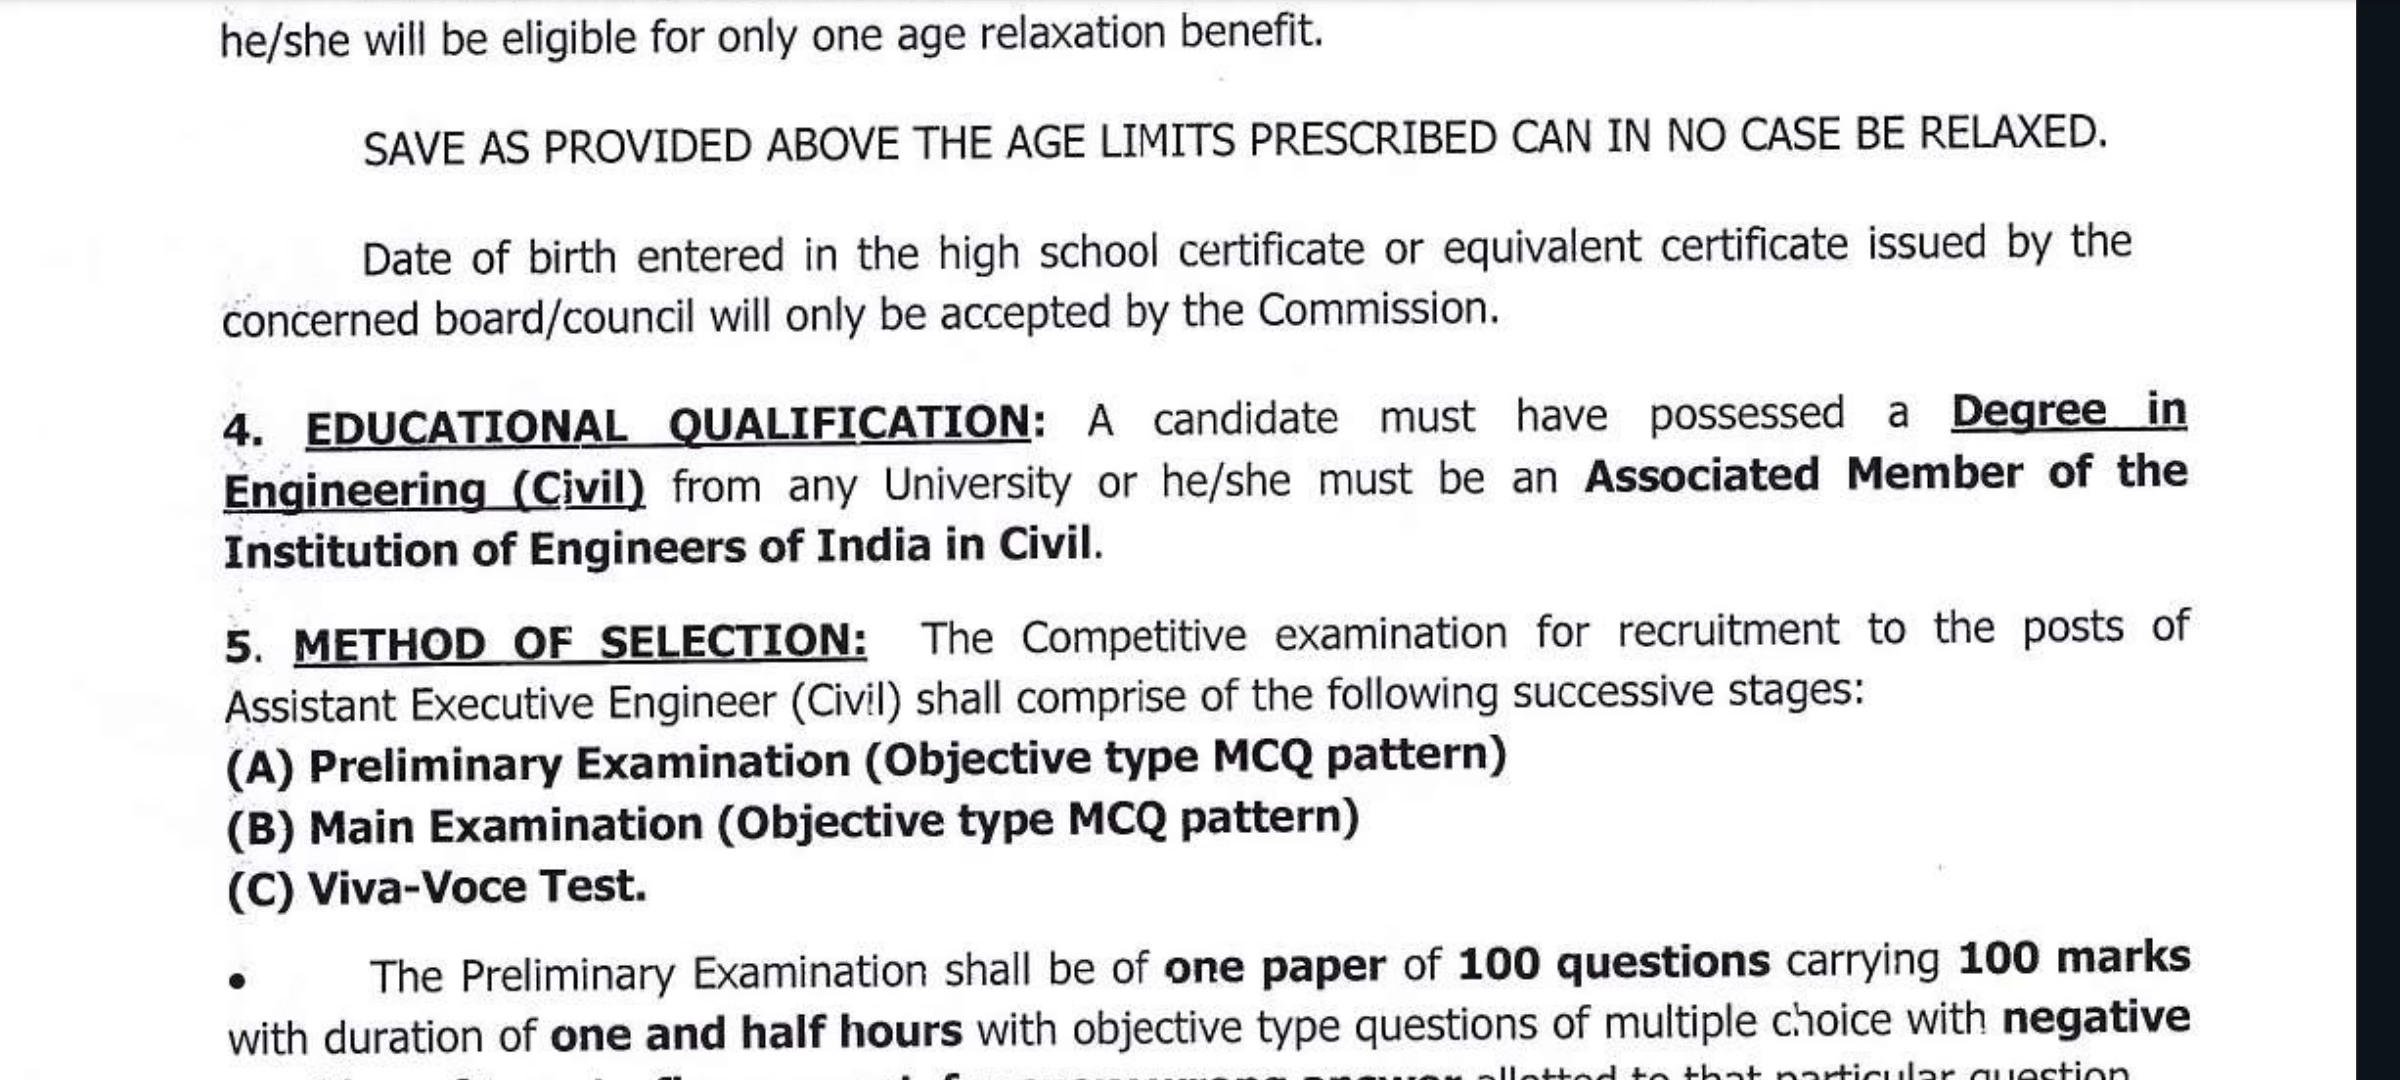 he/she will be eligible for only one age relaxation benefit.
SAVE AS PROVIDED ABOVE THE AGE LIMITS PRESCRIBED CAN IN NO CASE BE RELAXED.
Date of birth entered in the high school certificate or equivalent certificate issued by the
concerned board/council will only be accepted by the Commission.
4. EDUCATIONAL QUALIFICATION: A candidate must have possessed a Degree in
Engineering (Civil) from any University or he/she must be an Associated Member of the
Institution of Engineers of India in Civil.
5. METHOD OF SELECTION: The Competitive examination for recruitment to the posts of
Assistant Executive Engineer (Civil) shall comprise of the following successive stages:
(A) Preliminary Examination (Objective type MCQ pattern)
(B) Main Examination (Objective type MCQ pattern)
(C) Viva-Voce Test.
• The Preliminary Examination shall be of one paper of 100 questions carrying 100 marks
with duration of one and half hours with objective type questions of multiple choice with negative
wrong answer allotted to that particular question